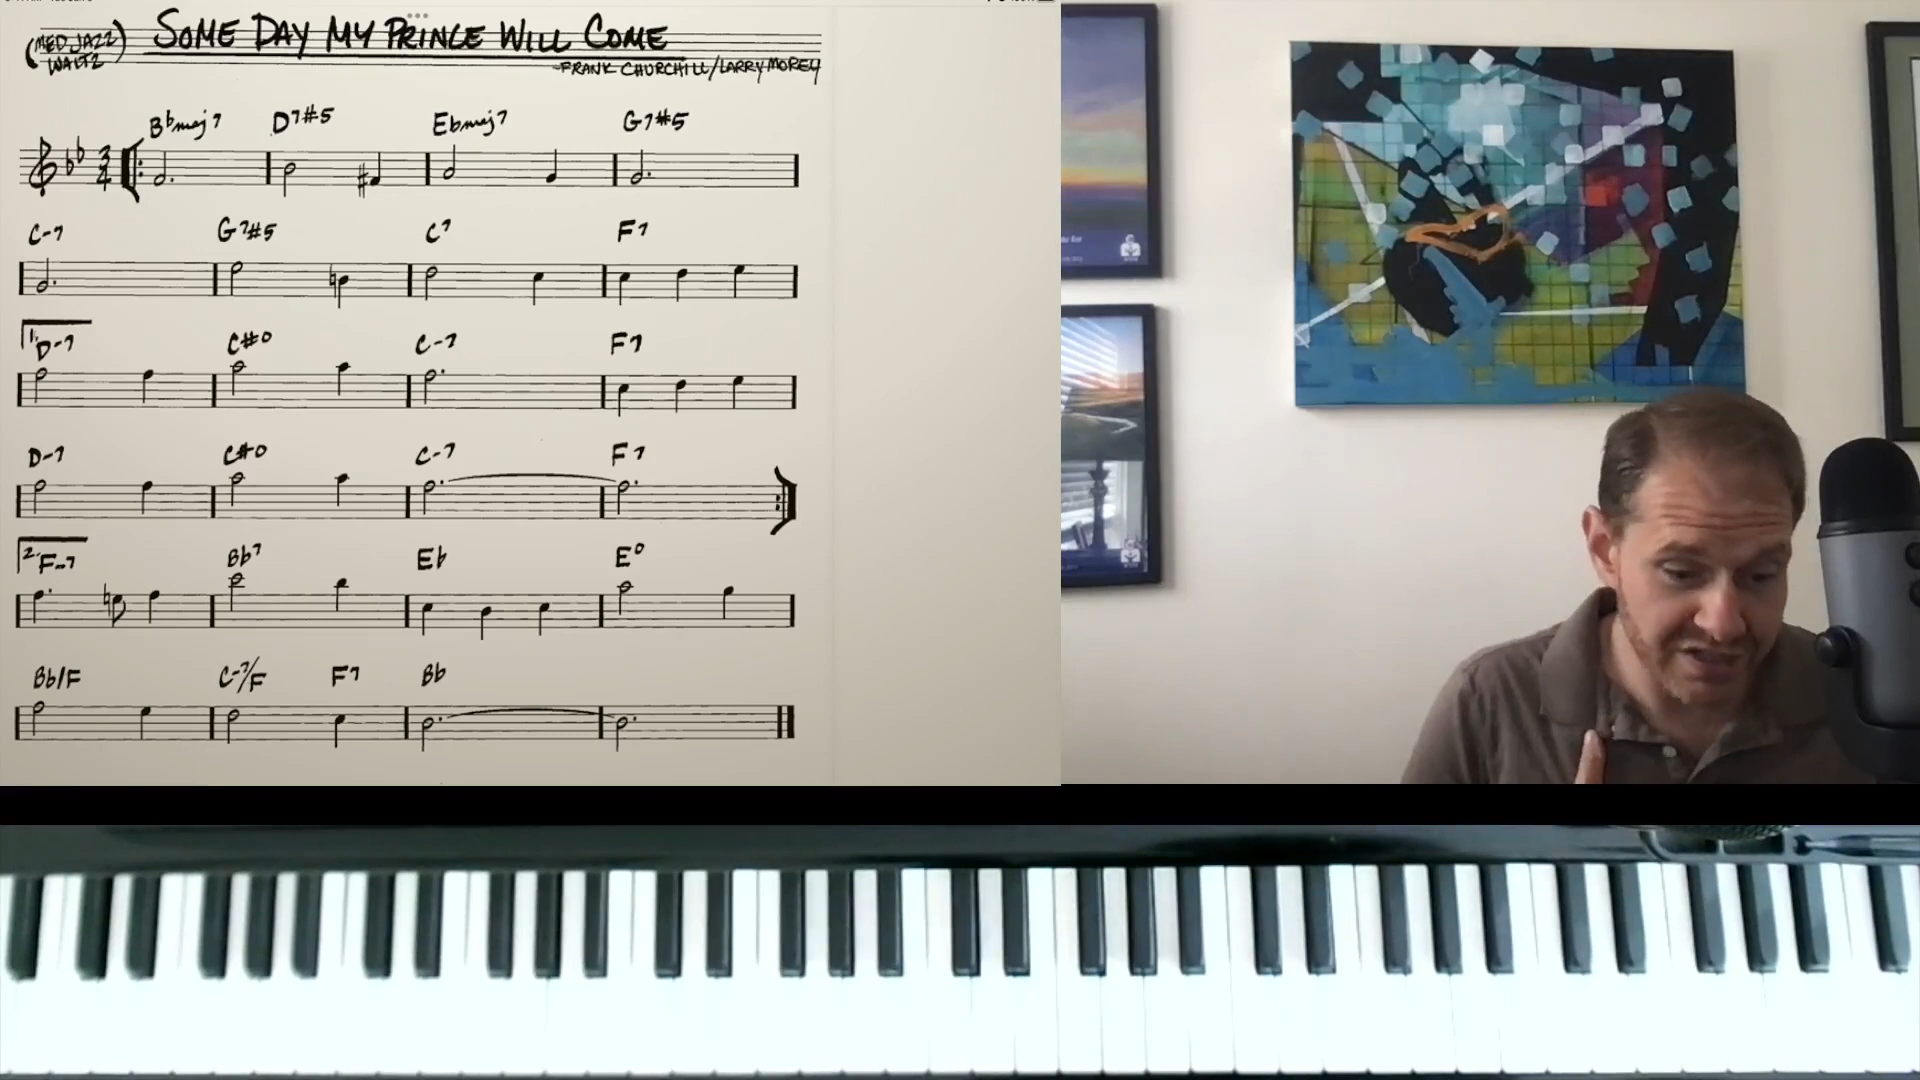 (MED JAZZ WALTZ) SOME DAY MY PRINCE WILL COME
-FRANK CHURCHILL/LARRY MOREY
Bbmaj7 D7#5 Ebmaj7 G7#5
3
4
C-7 G7#5 C7 F7
1.
D-7 C#o C-7 F7
D-7 C#o C-7 F7
2.
F-7 Bb7 Eb Eo
Bb/F C-7/F F7 Bb